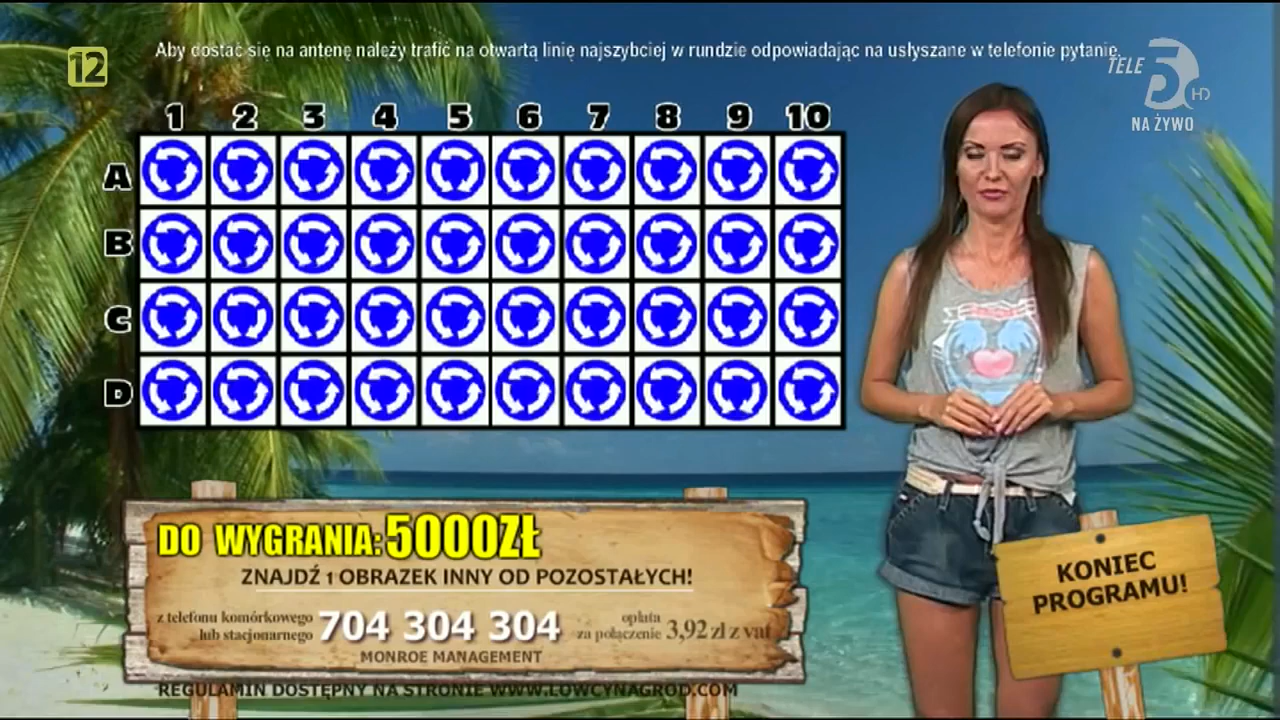 Aby dostać się na antenę należy trafić na otwartą linię najszybciej w rundzie odpowiadając na usłyszane w telefonie pytanie.
12
TELE 5 HD
NA ŻYWO
1 2 3 4 5 6 7 8 9 10
A
B
C
D
DO WYGRANIA: 5000ZŁ
ZNAJDŹ 1 OBRAZEK INNY OD POZOSTAŁYCH!
z telefonu komórkowego
lub stacjonarnego
704 304 304
opłata
za połączenie 3,92 zł z vat
MONROE MANAGEMENT
REGULAMIN DOSTĘPNY NA STRONIE WWW.LOWCYNAGROD.COM
KONIEC
PROGRAMU!